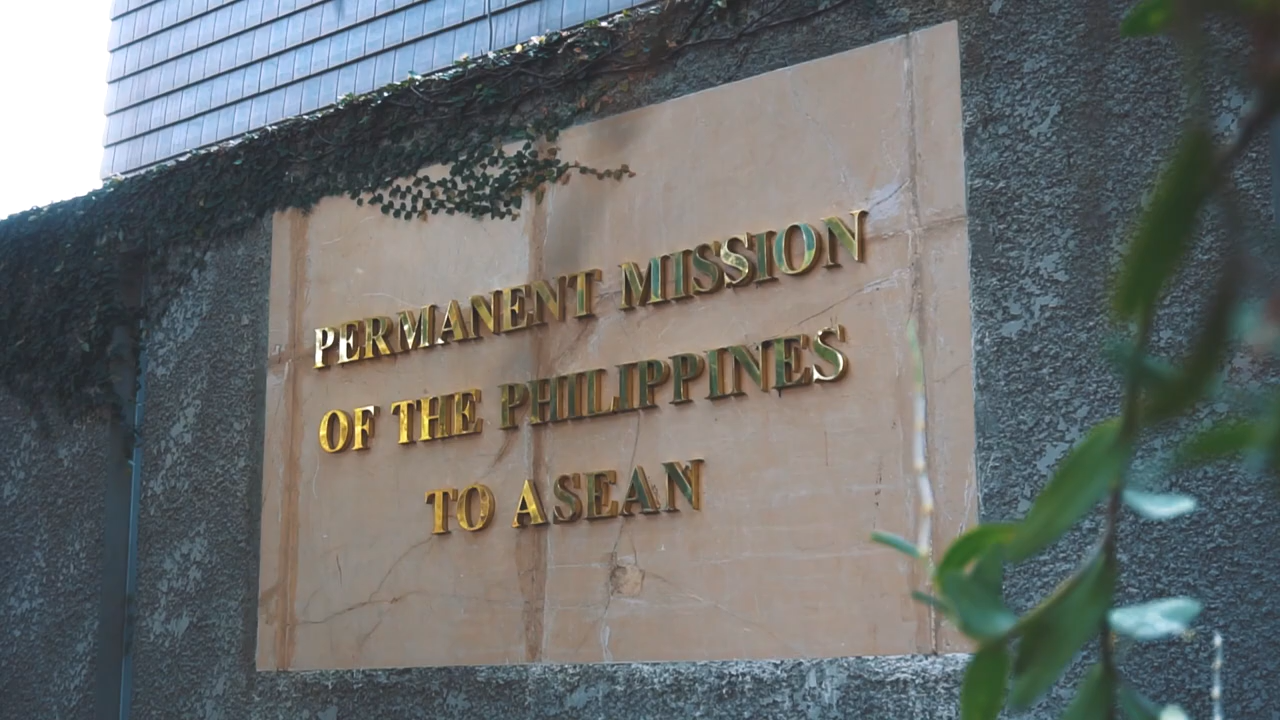 PERMANENT MISSION
OF THE PHILIPPINES
TO ASEAN